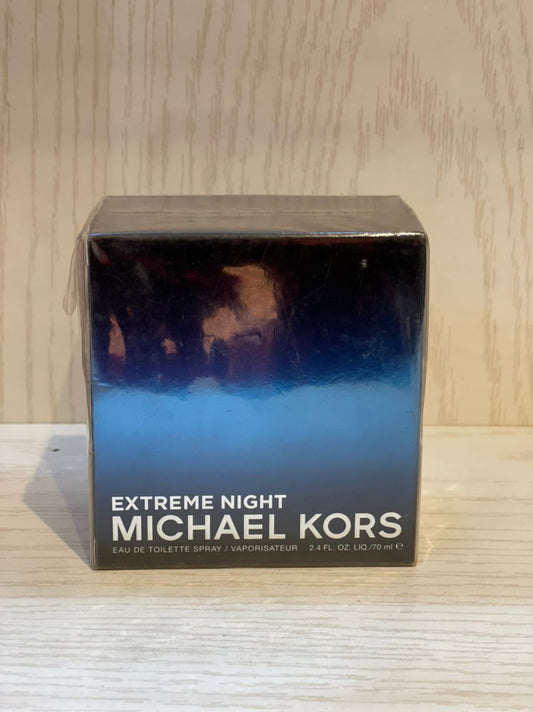 EXTREME NIGHT
MICHAEL KORS
EAU DE TOILETTE SPRAY / VAPORISATEUR 2.4 FL. OZ. LIQ./70 ml ℮